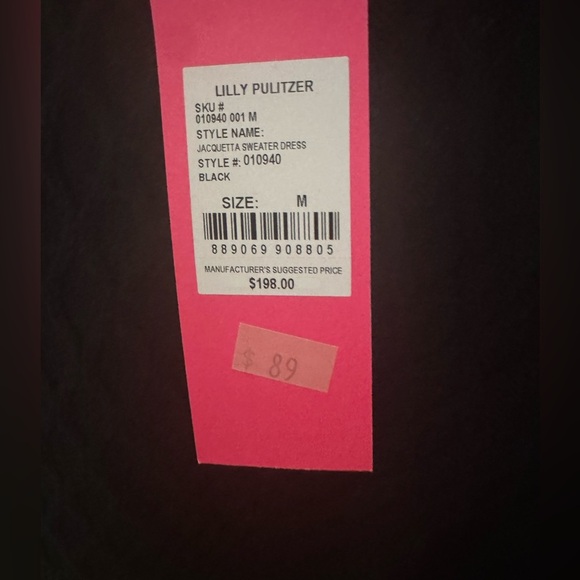 LILLY PULITZER
SKU #
010940 001 M
STYLE NAME:
JACQUETTA SWEATER DRESS
STYLE #: 010940
BLACK
SIZE: M
889069 908805
MANUFACTURER'S SUGGESTED PRICE
$198.00
$ 89